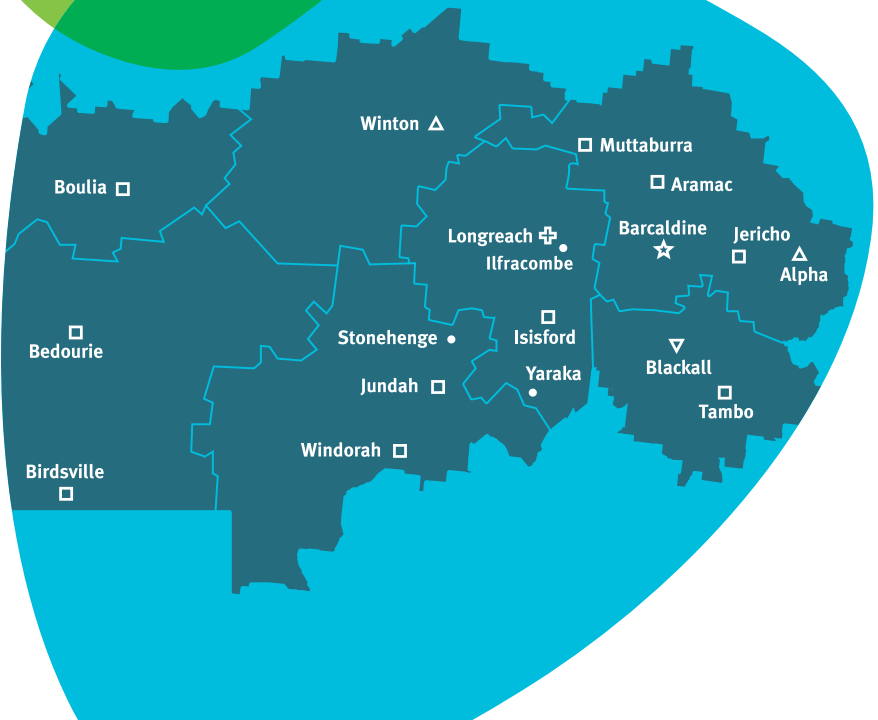 Winton
Muttaburra
Aramac
Boulia
Barcaldine
Longreach
Jericho
Ilfracombe
Alpha
Stonehenge
Isisford
Bedourie
Blackall
Yaraka
Jundah
Tambo
Windorah
Birdsville